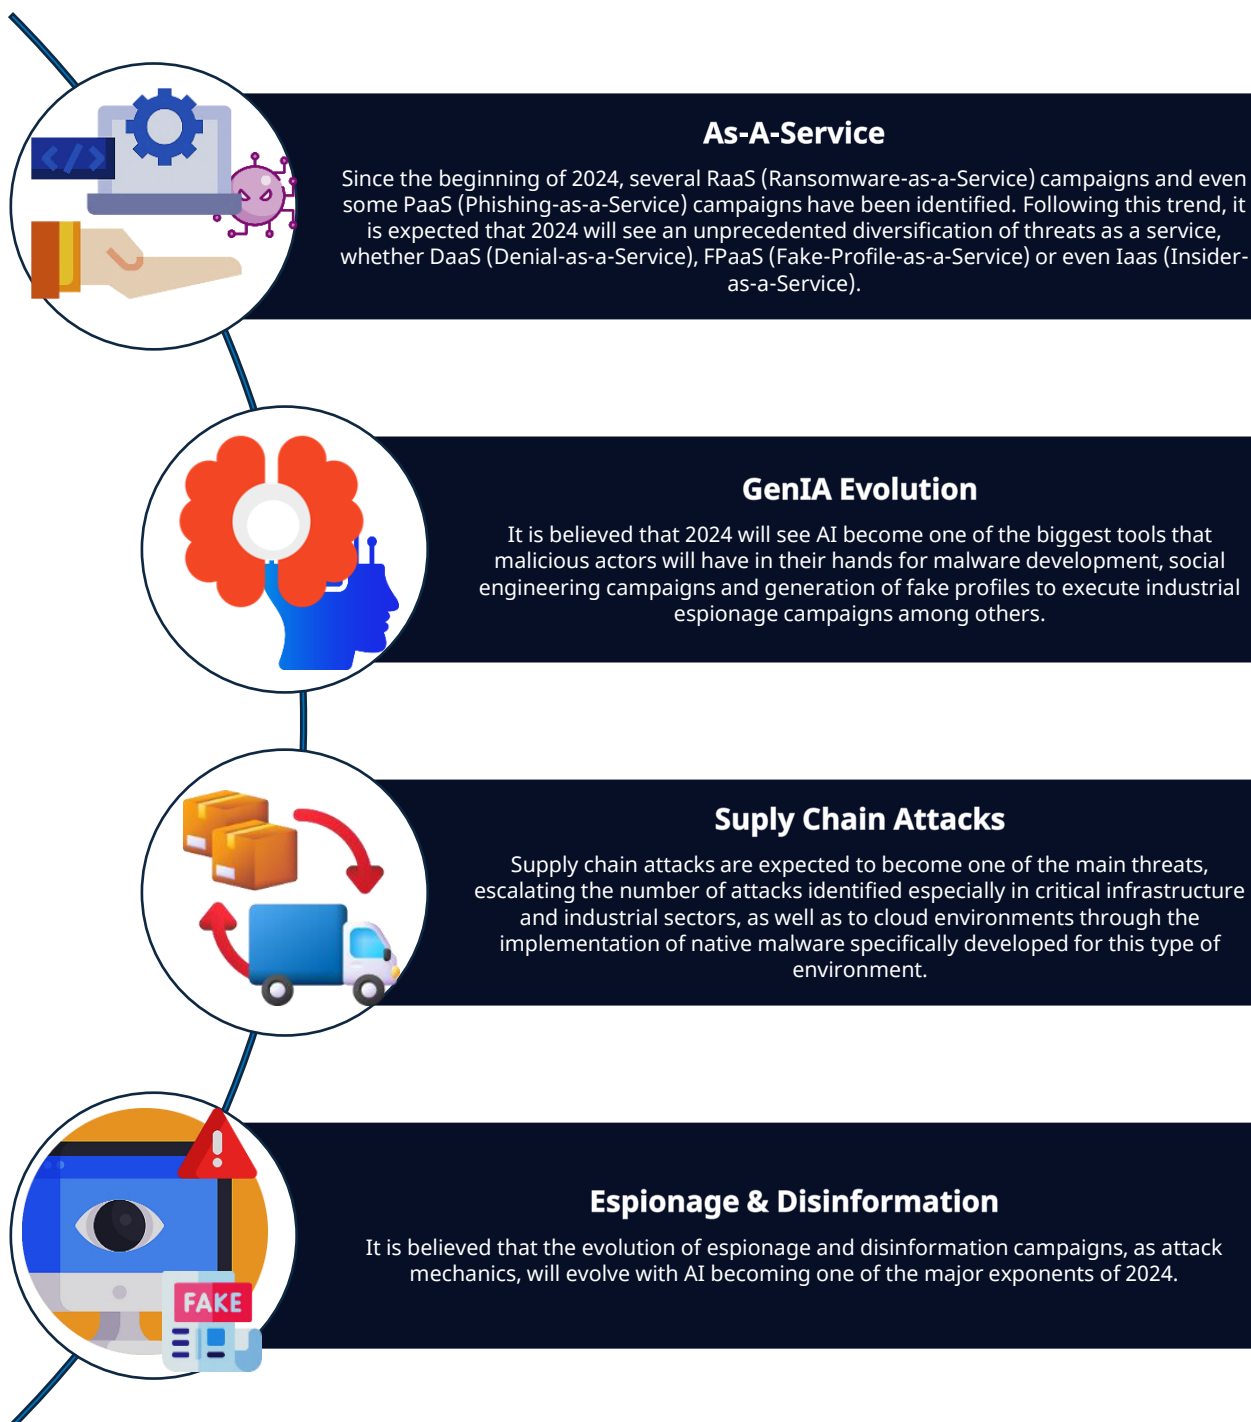 </>
As-A-Service
Since the beginning of 2024, several RaaS (Ransomware-as-a-Service) campaigns and even
some PaaS (Phishing-as-a-Service) campaigns have been identified. Following this trend, it
is expected that 2024 will see an unprecedented diversification of threats as a service,
whether DaaS (Denial-as-a-Service), FPaaS (Fake-Profile-as-a-Service) or even Iaas (Insider-
as-a-Service).
GenIA Evolution
It is believed that 2024 will see AI become one of the biggest tools that
malicious actors will have in their hands for malware development, social
engineering campaigns and generation of fake profiles to execute industrial
espionage campaigns among others.
Suply Chain Attacks
Supply chain attacks are expected to become one of the main threats,
escalating the number of attacks identified especially in critical infrastructure
and industrial sectors, as well as to cloud environments through the
implementation of native malware specifically developed for this type of
environment.
Espionage & Disinformation
It is believed that the evolution of espionage and disinformation campaigns, as attack
mechanics, will evolve with AI becoming one of the major exponents of 2024.
FAKE